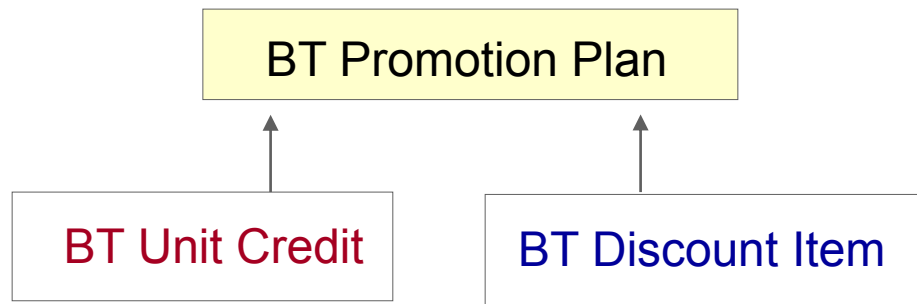 BT Promotion Plan
BT Unit Credit
BT Discount Item